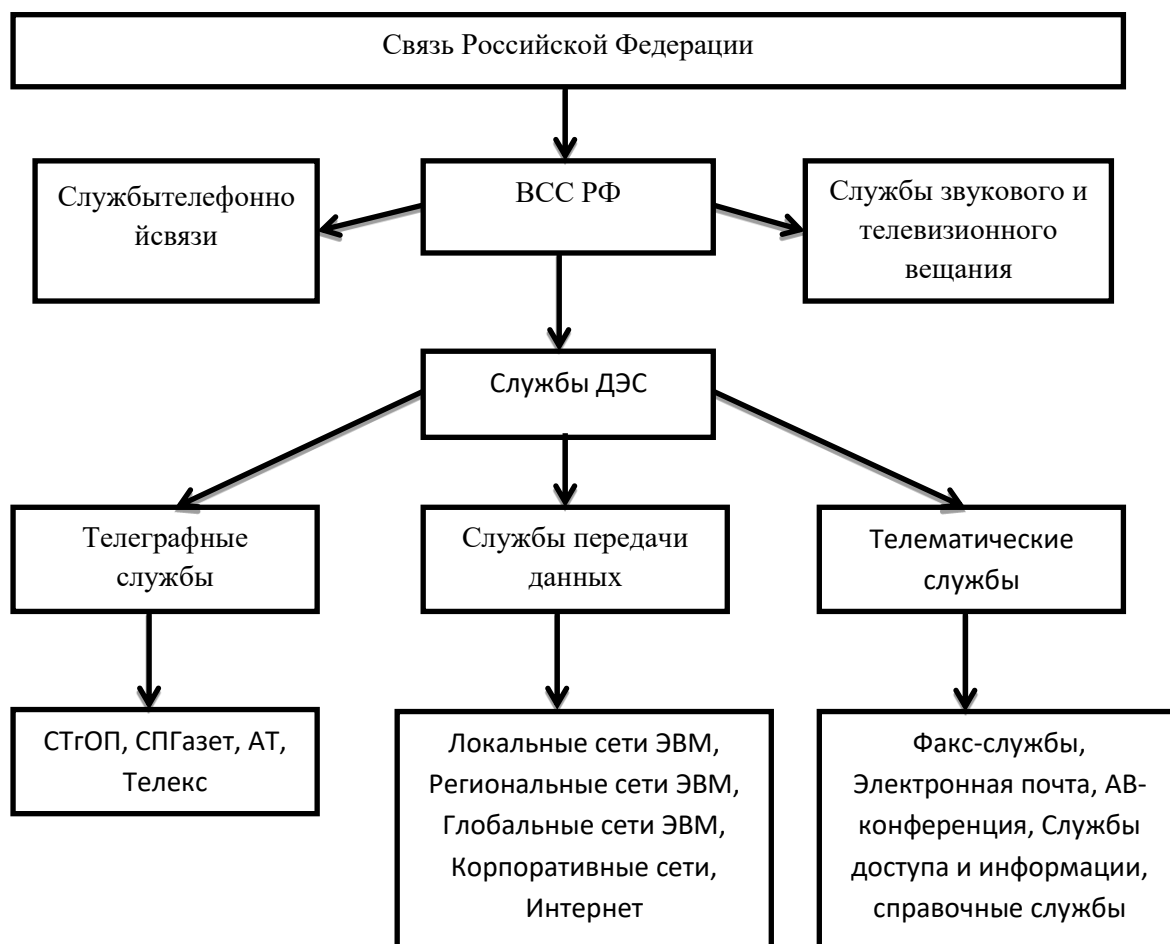 Связь Российской Федерации
Службытелефонно
йсвязи
ВСС РФ
Службы звукового и
телевизионного
вещания
Службы ДЭС
Телеграфные
службы
Службы передачи
данных
Телематические
службы
СТгОП, СПГазет, АТ,
Телекс
Локальные сети ЭВМ,
Региональные сети ЭВМ,
Глобальные сети ЭВМ,
Корпоративные сети,
Интернет
Факс-службы,
Электронная почта, АВ-
конференция, Службы
доступа и информации,
справочные службы